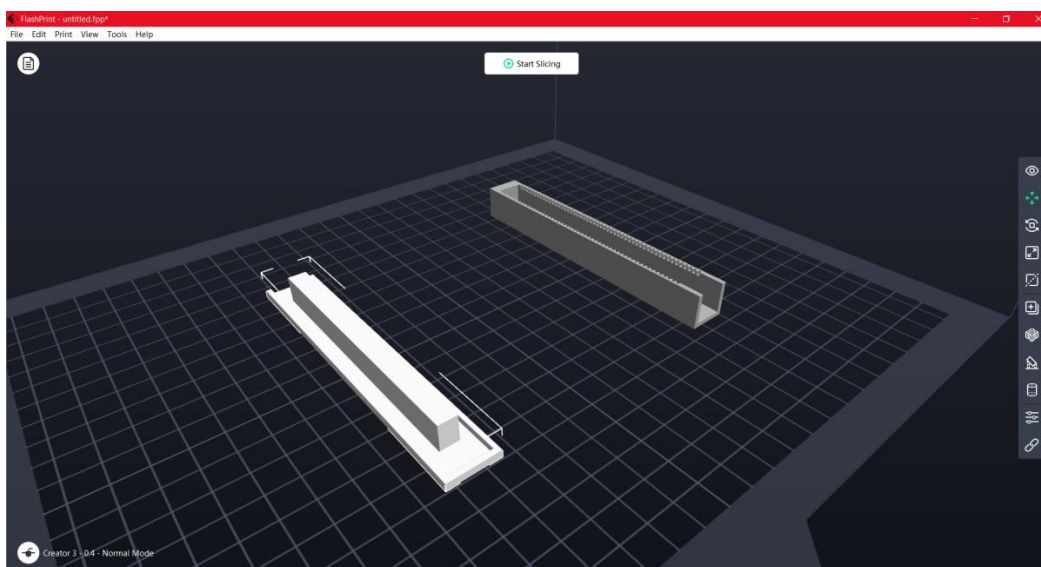 FlashPrint - untitled.fpp*
File Edit Print View Tools Help
Start Slicing
Creator 3 - 0.4 - Normal Mode